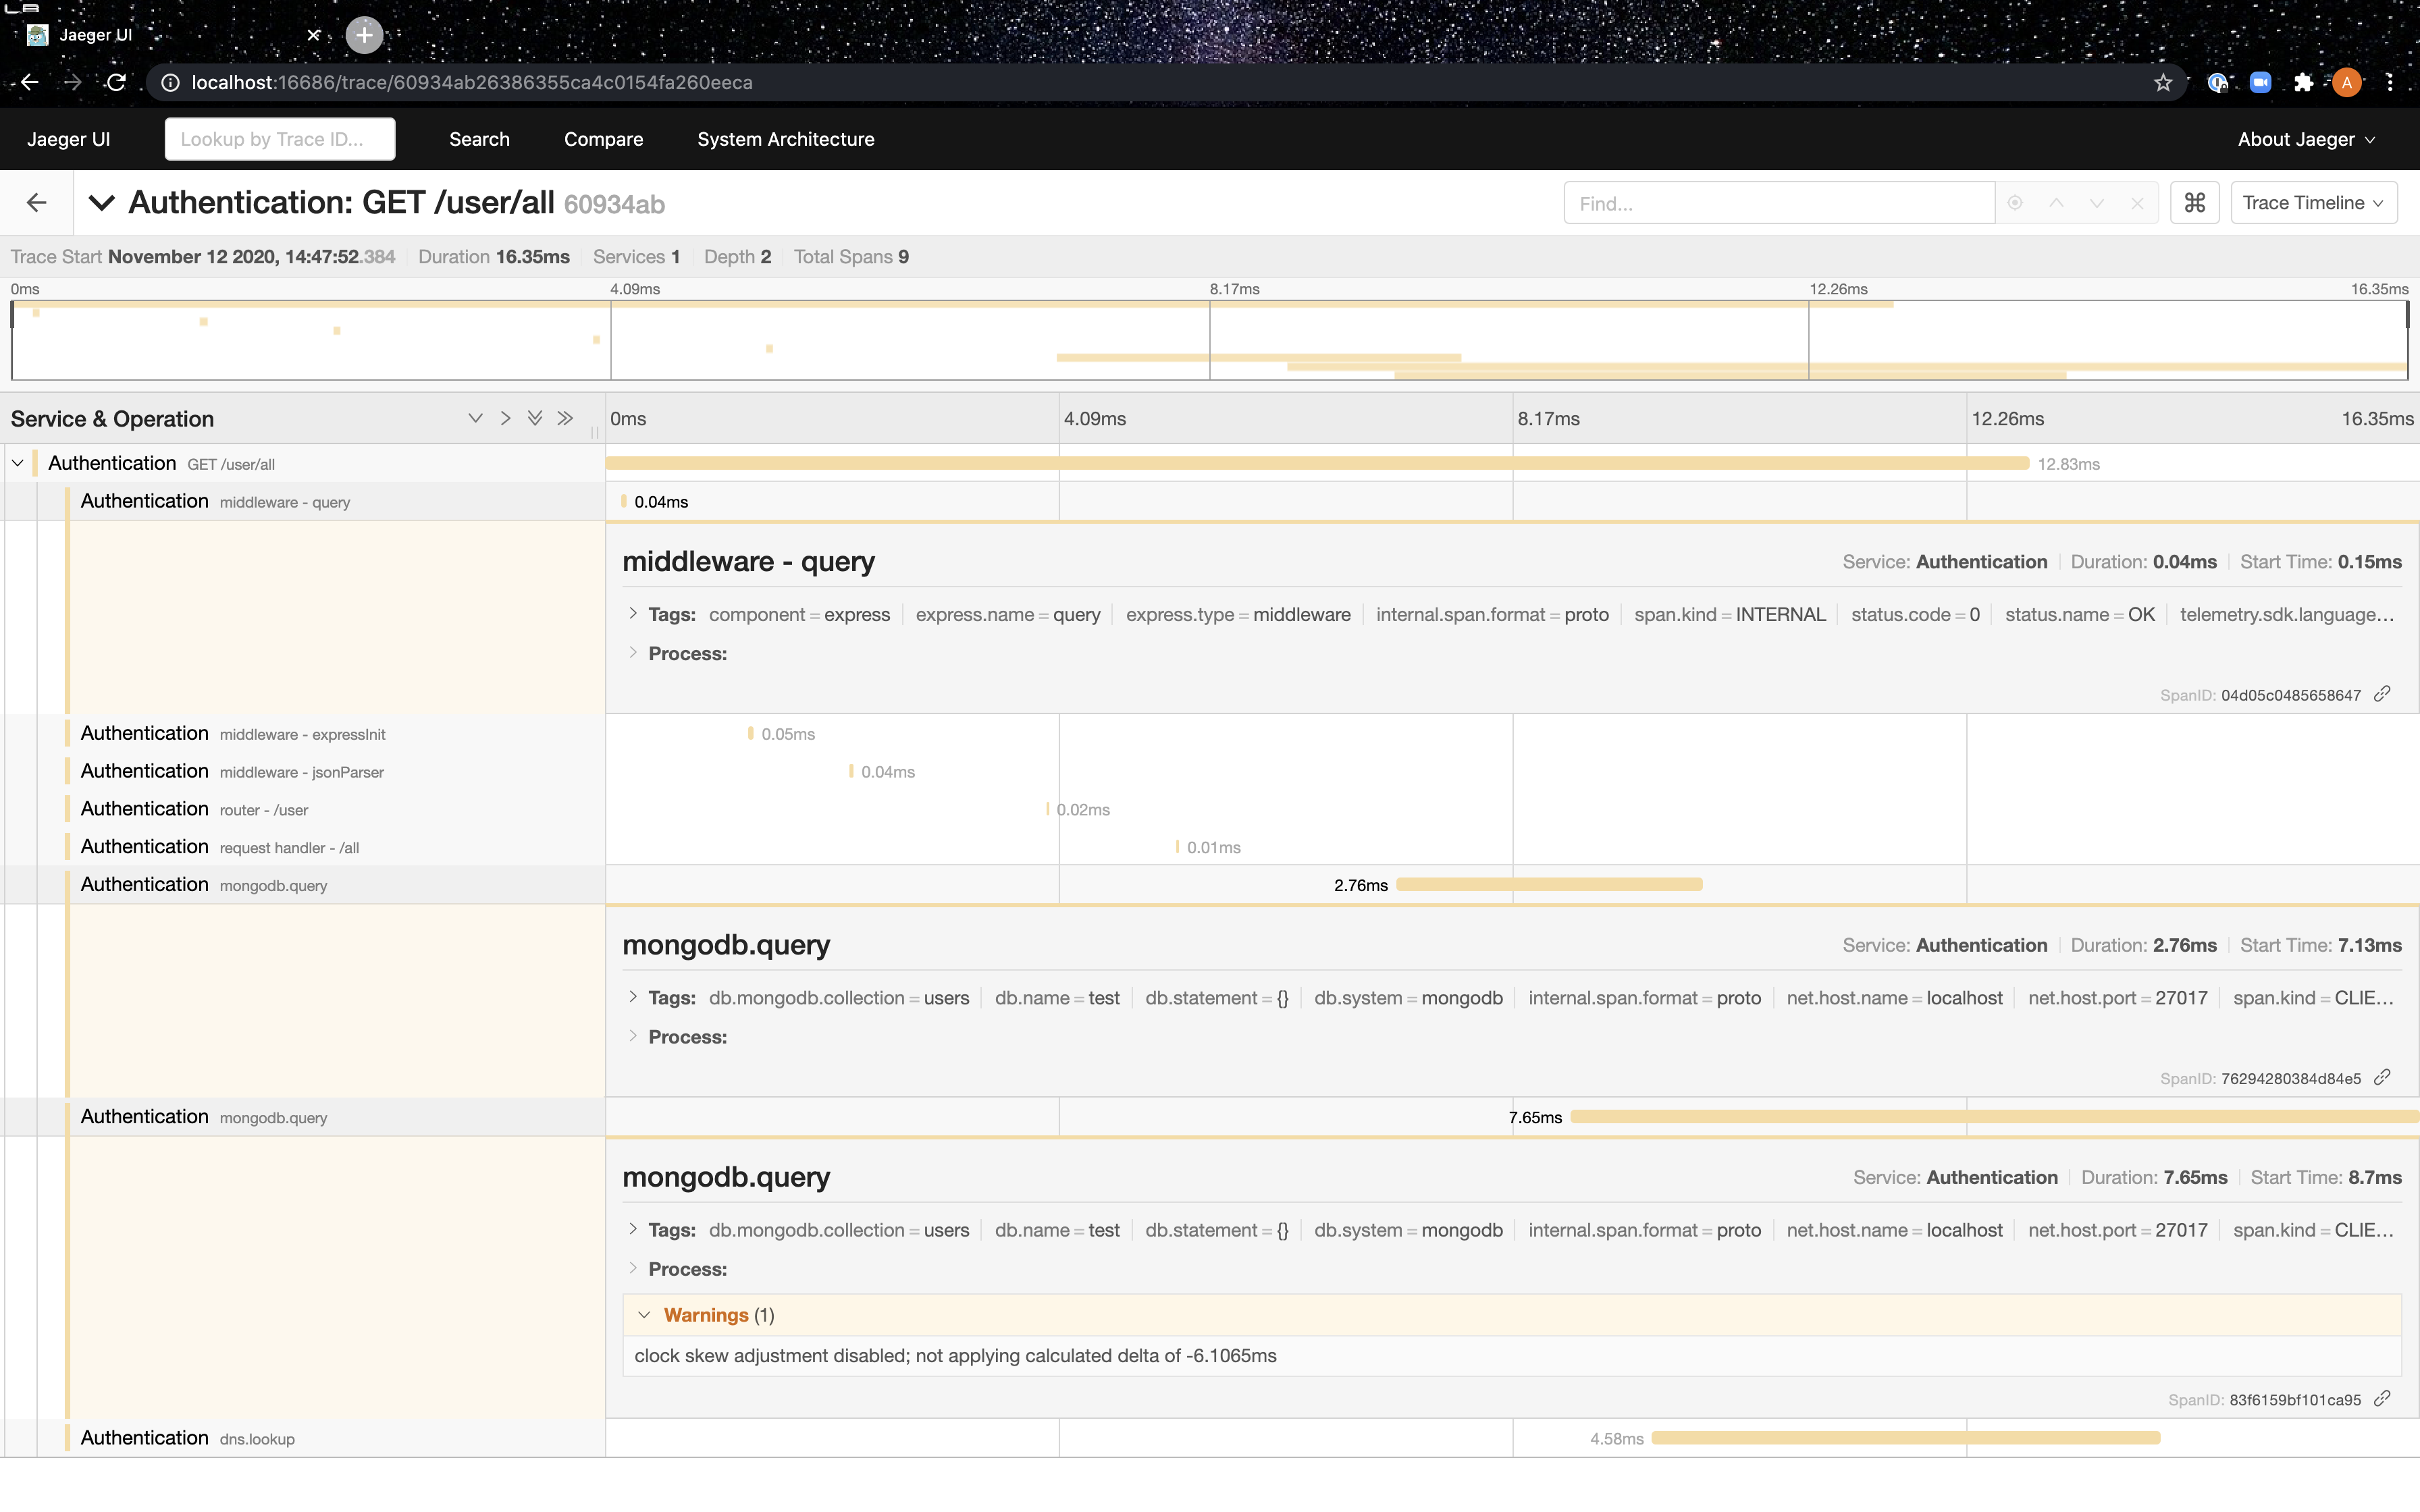 Jaeger UI
localhost:16686/trace/60934ab26386355ca4c0154fa260eeca
A
Jaeger UI Lookup by Trace ID... Search Compare System Architecture About Jaeger
Authentication: GET /user/all 60934ab Find... ⌘ Trace Timeline
Trace Start November 12 2020, 14:47:52.384 Duration 16.35ms Services 1 Depth 2 Total Spans 9
0ms 4.09ms 8.17ms 12.26ms 16.35ms
Service & Operation 0ms 4.09ms 8.17ms 12.26ms 16.35ms
Authentication GET /user/all 12.83ms
Authentication middleware - query 0.04ms
middleware - query Service: Authentication Duration: 0.04ms Start Time: 0.15ms
Tags: component = express express.name = query express.type = middleware internal.span.format = proto span.kind = INTERNAL status.code = 0 status.name = OK telemetry.sdk.language...
Process:
SpanID: 04d05c0485658647
Authentication middleware - expressInit 0.05ms
Authentication middleware - jsonParser 0.04ms
Authentication router - /user 0.02ms
Authentication request handler - /all 0.01ms
Authentication mongodb.query 2.76ms
mongodb.query Service: Authentication Duration: 2.76ms Start Time: 7.13ms
Tags: db.mongodb.collection = users db.name = test db.statement = {} db.system = mongodb internal.span.format = proto net.host.name = localhost net.host.port = 27017 span.kind = CLIE...
Process:
SpanID: 76294280384d84e5
Authentication mongodb.query 7.65ms
mongodb.query Service: Authentication Duration: 7.65ms Start Time: 8.7ms
Tags: db.mongodb.collection = users db.name = test db.statement = {} db.system = mongodb internal.span.format = proto net.host.name = localhost net.host.port = 27017 span.kind = CLIE...
Process:
Warnings (1)
clock skew adjustment disabled; not applying calculated delta of -6.1065ms
SpanID: 83f6159bf101ca95
Authentication dns.lookup 4.58ms